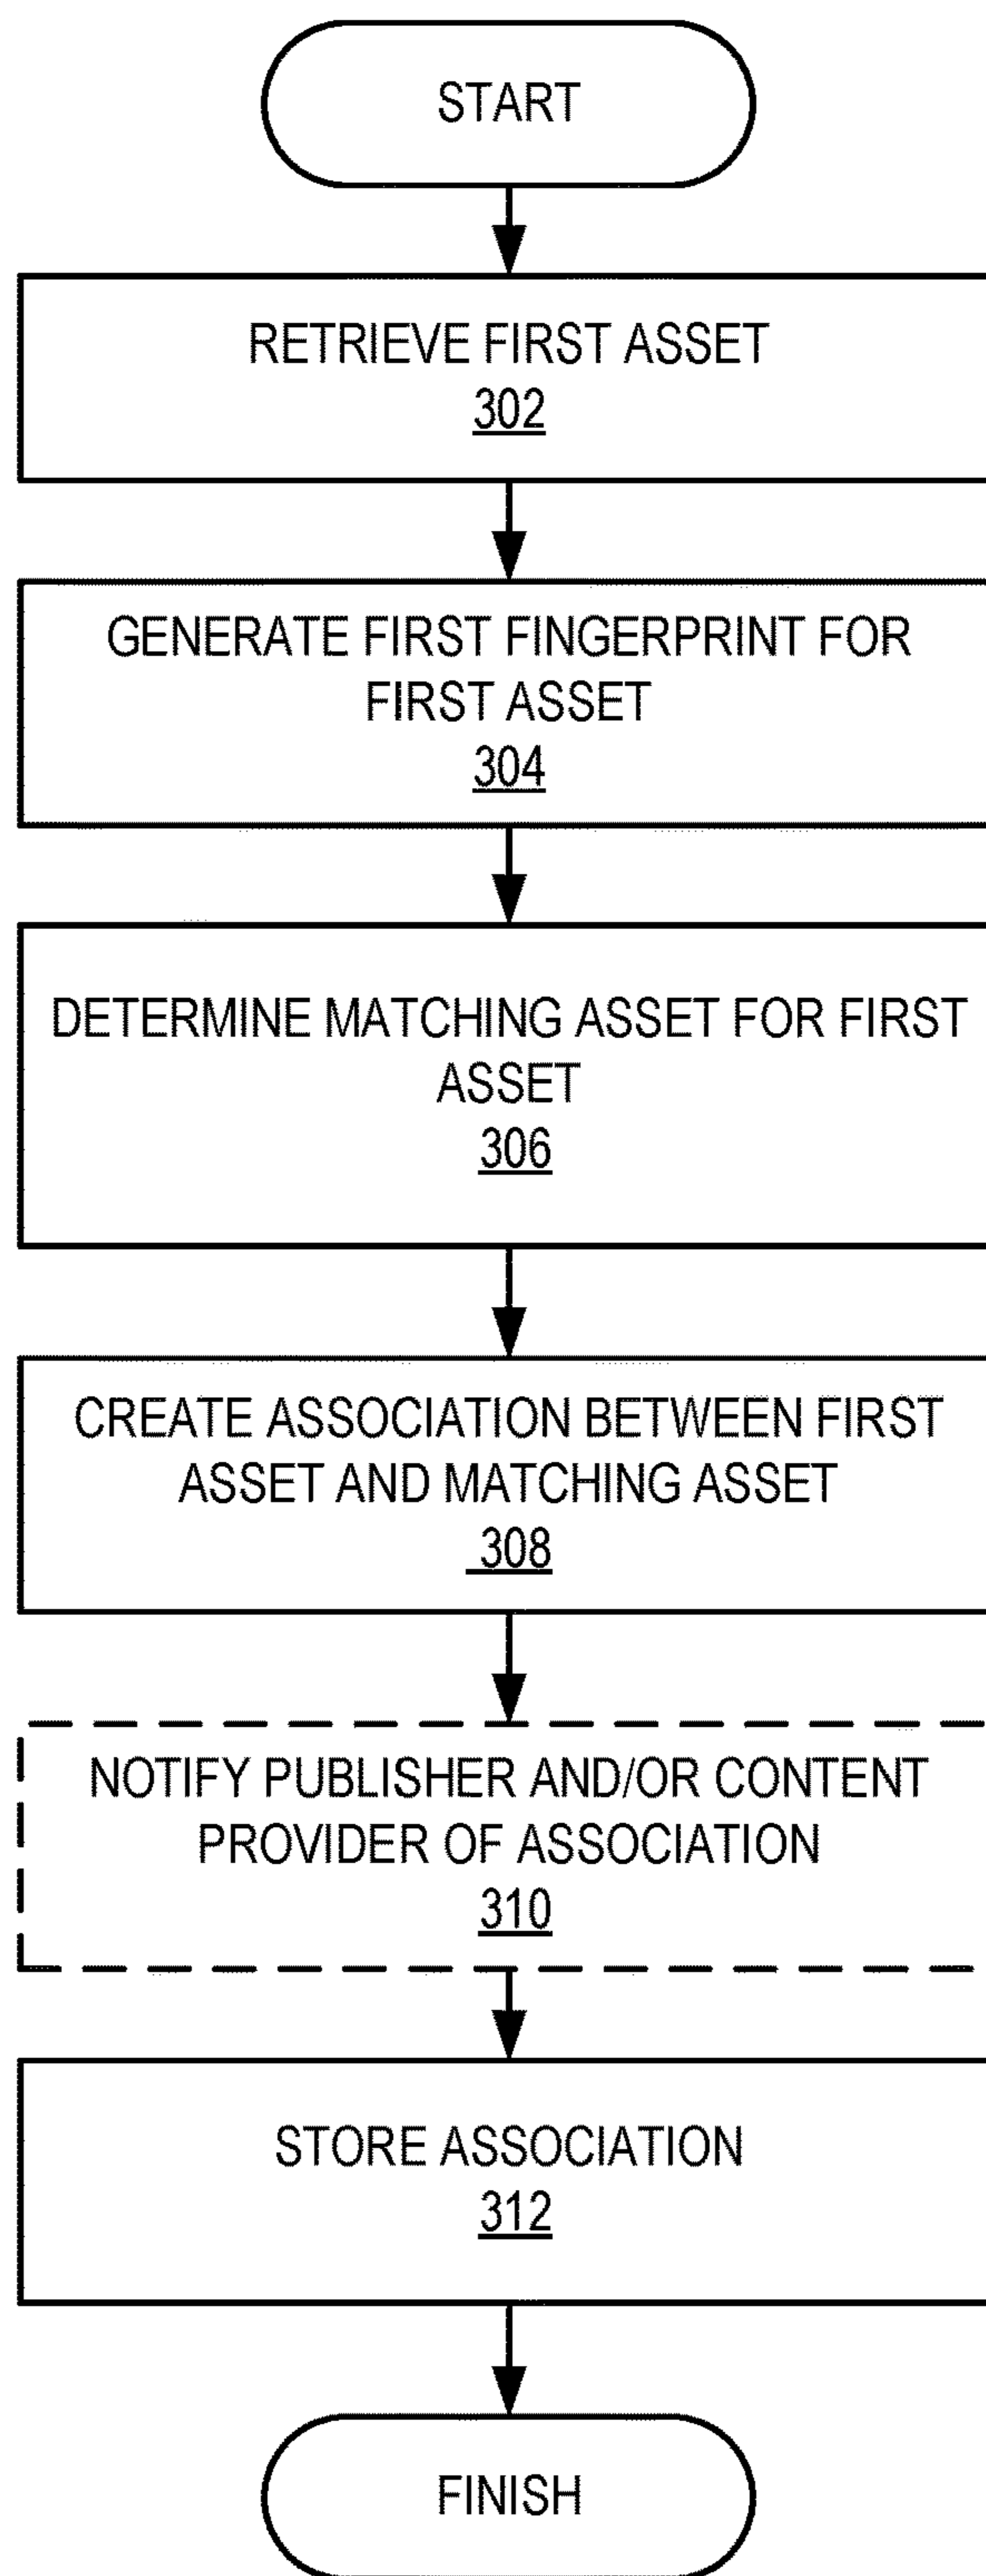 START
RETRIEVE FIRST ASSET
302
GENERATE FIRST FINGERPRINT FOR
FIRST ASSET
304
DETERMINE MATCHING ASSET FOR FIRST
ASSET
306
CREATE ASSOCIATION BETWEEN FIRST
ASSET AND MATCHING ASSET
308
NOTIFY PUBLISHER AND/OR CONTENT
PROVIDER OF ASSOCIATION
310
STORE ASSOCIATION
312
FINISH